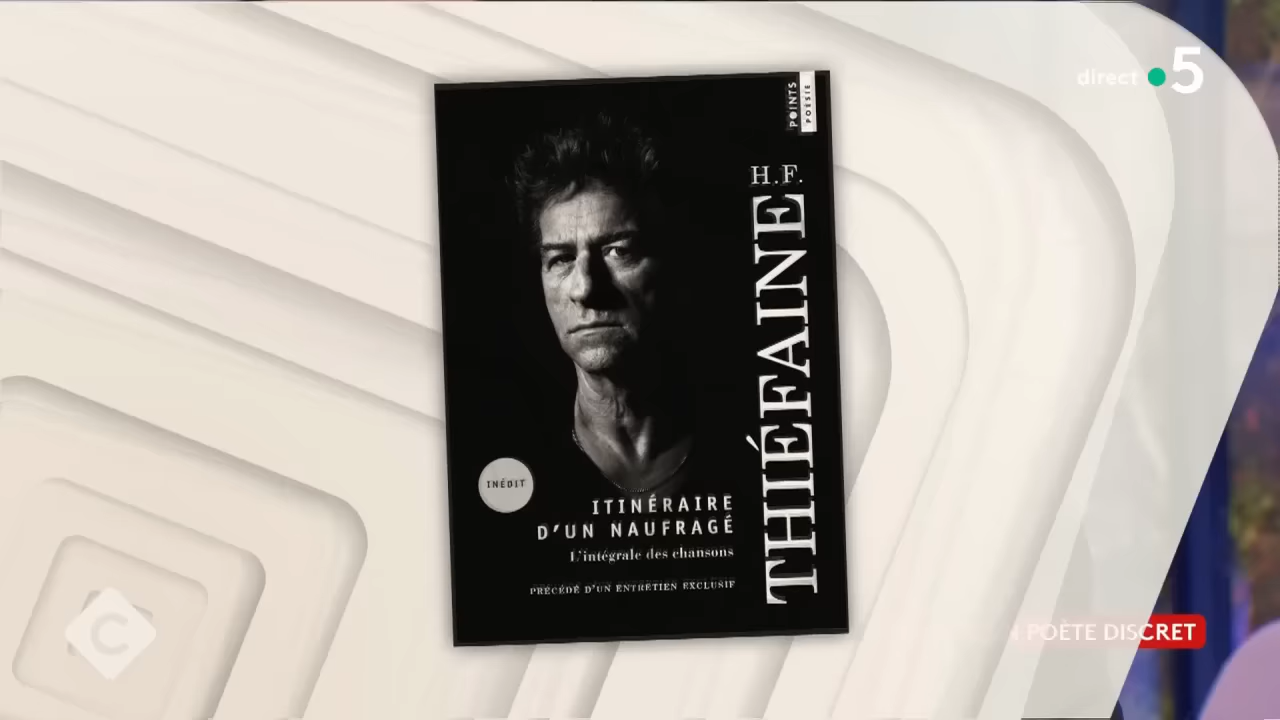 direct 5
POINTS
POÉSIE
H.F.
THIÉFAINE
INÉDIT
ITINÉRAIRE
D'UN NAUFRAGÉ
L'intégrale des chansons
PRÉCÉDÉ D'UN ENTRETIEN EXCLUSIF
POÈTE DISCRET
C